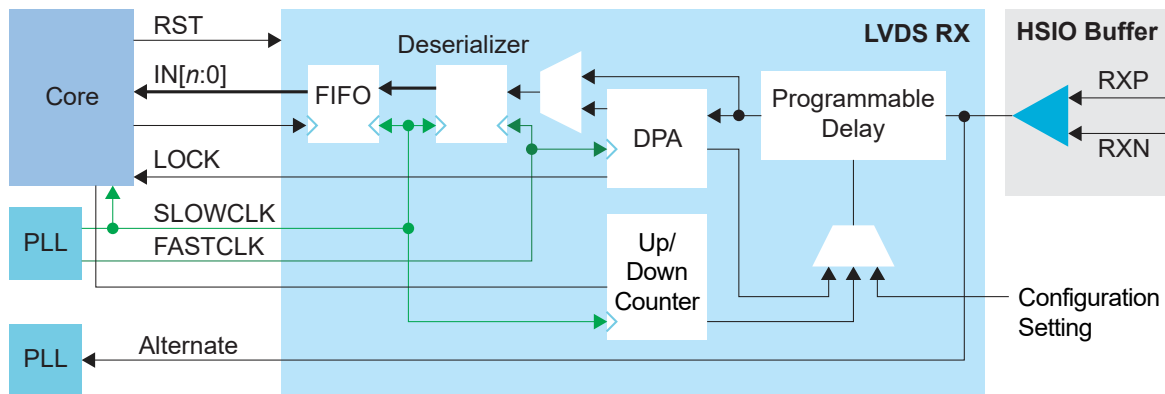 RST
LVDS RX
HSIO Buffer
Deserializer
IN[n:0]
Core
FIFO
Programmable
Delay
RXP
DPA
RXN
LOCK
SLOWCLK
PLL
FASTCLK
Up/
Down
Counter
Configuration
Setting
PLL
Alternate